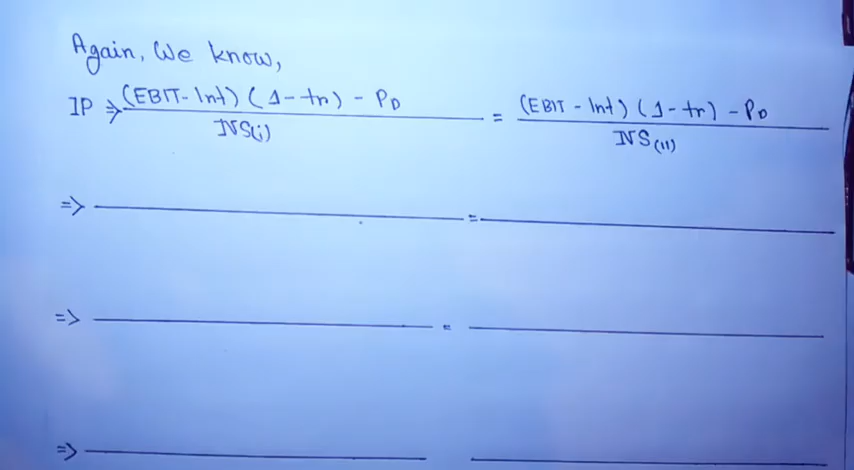 Again, We know,
IP ⇒ (EBIT-Int) (1-tr) - PD = (EBIT - Int) (1-tr) - PD
NS(i) NS(ii)
=> =
=> =
=>